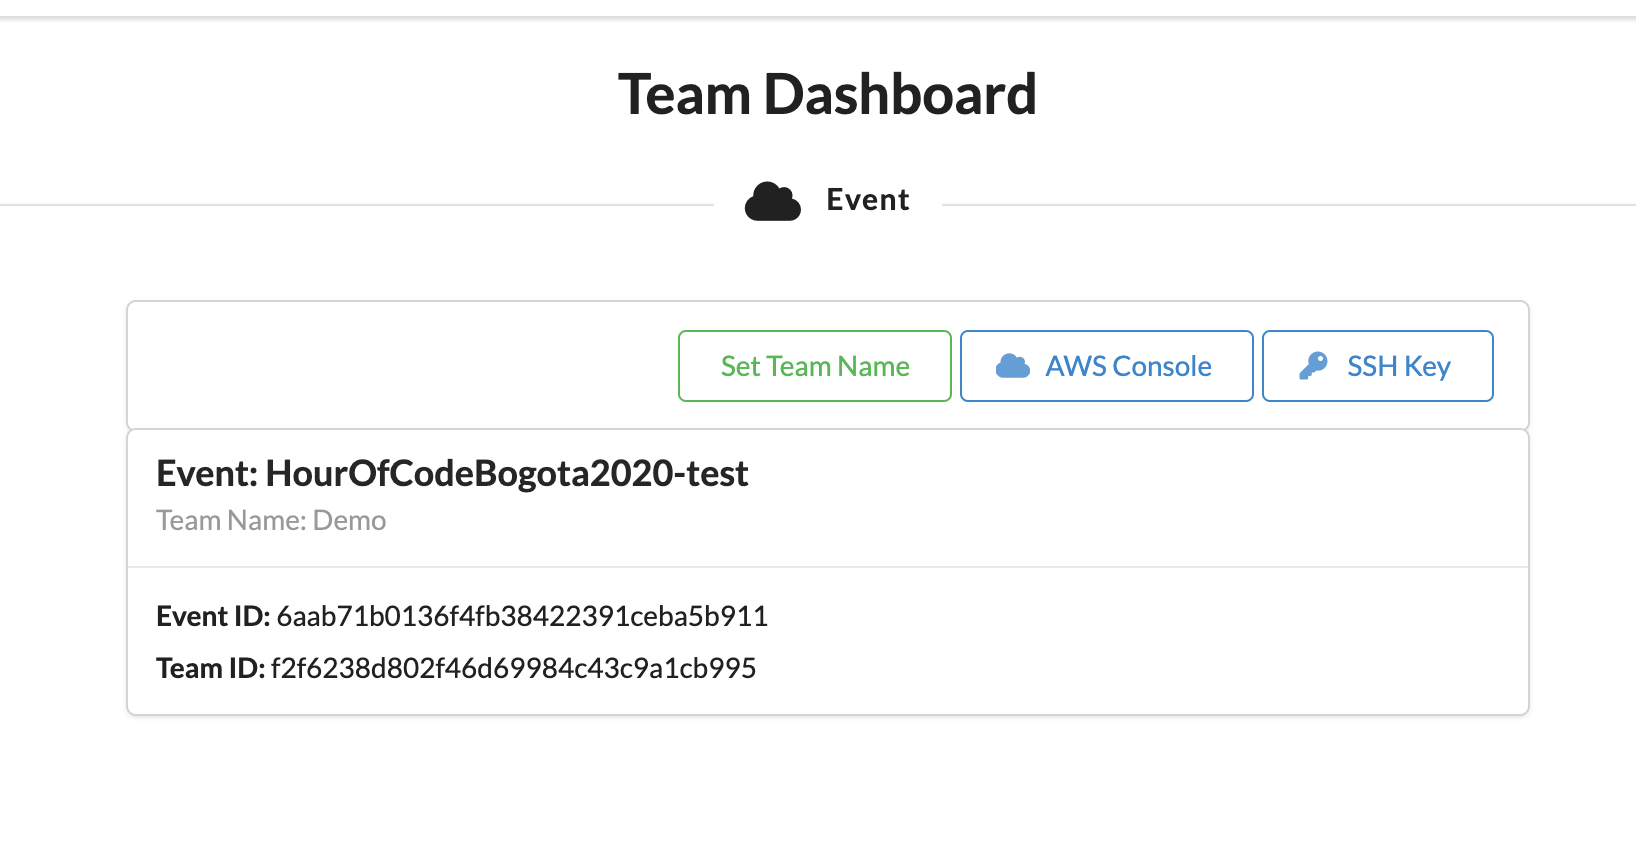 Team Dashboard
Event
Set Team Name
AWS Console
SSH Key
Event: HourOfCodeBogota2020-test
Team Name: Demo
Event ID: 6aab71b0136f4fb38422391ceba5b911
Team ID: f2f6238d802f46d69984c43c9a1cb995